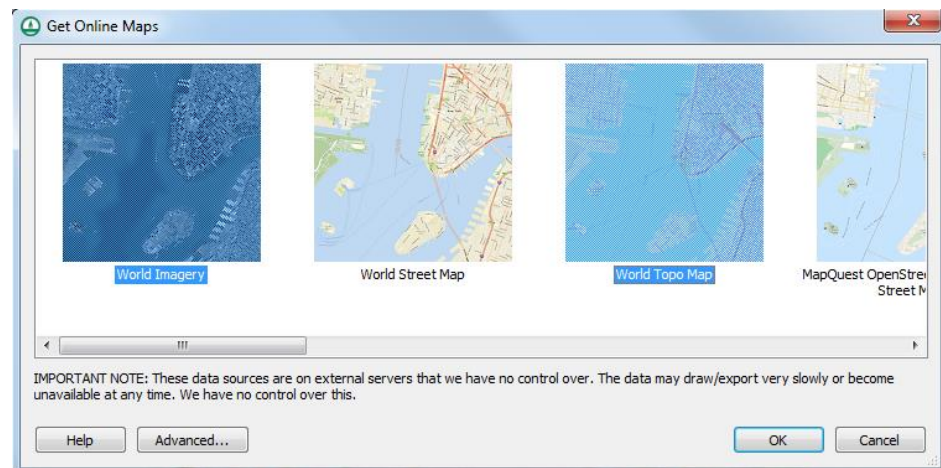 Get Online Maps
World Imagery
World Street Map
World Topo Map
MapQuest OpenStre
Street M
IMPORTANT NOTE: These data sources are on external servers that we have no control over. The data may draw/export very slowly or become
unavailable at any time. We have no control over this.
Help
Advanced...
OK
Cancel